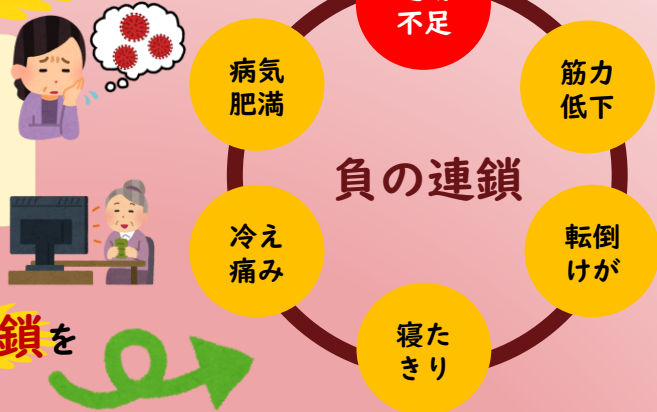 不足
病気
肥満
筋力
低下
負の連鎖
冷え
痛み
転倒
けが
寝た
きり
鎖を